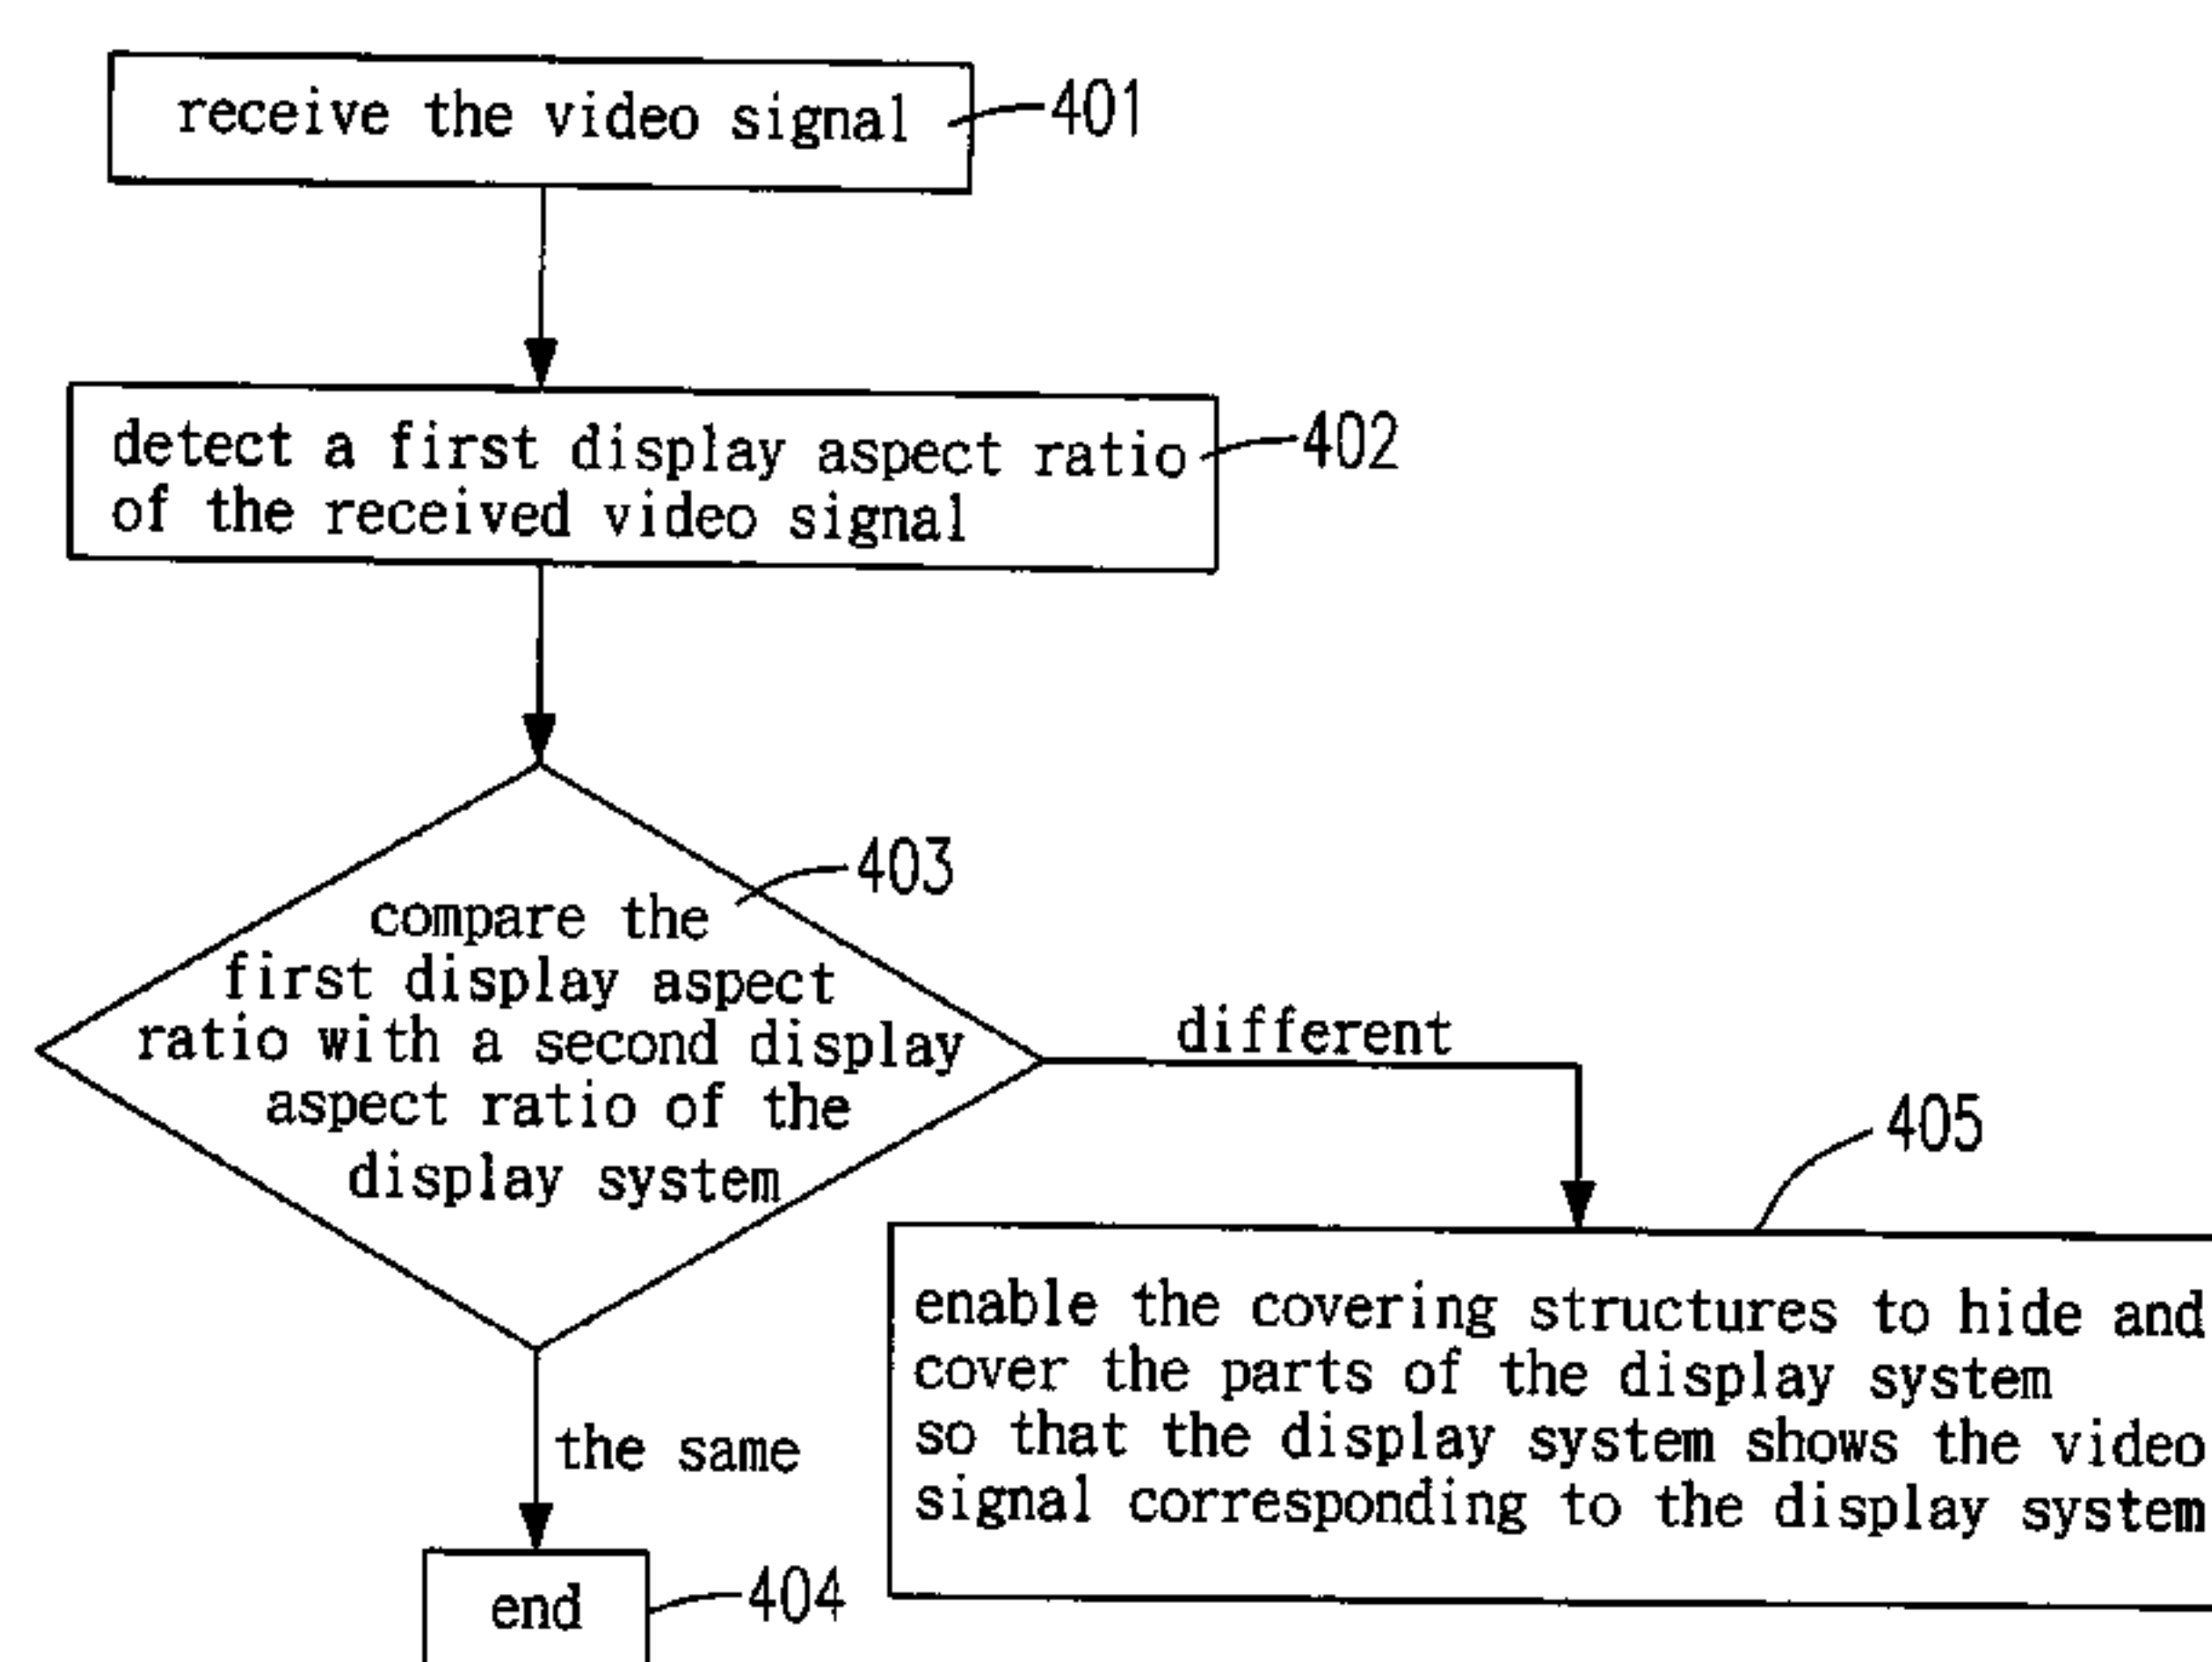 receive the video signal
401
detect a first display aspect ratio
of the received video signal
402
403
compare the
first display aspect
ratio with a second display
aspect ratio of the
display system
different
405
enable the covering structures to hide and
cover the parts of the display system
so that the display system shows the video
signal corresponding to the display system
the same
end
404